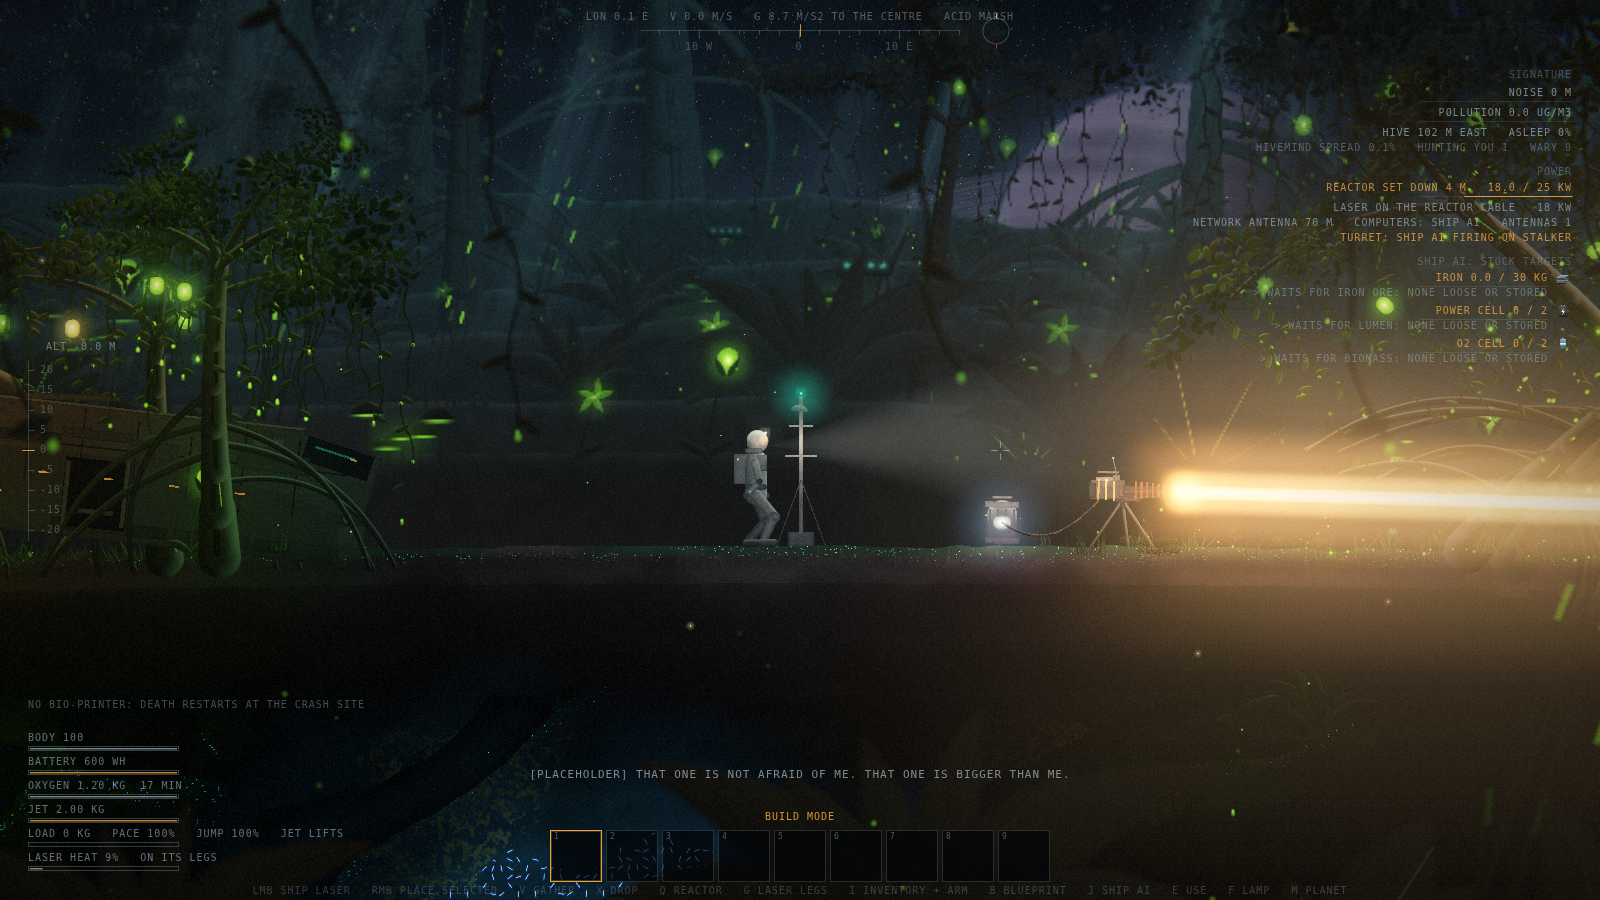 LON 0.1 E V 0.0 M/S G 8.7 M/S2 TO THE CENTRE ACID MARSH
10 W 0 10 E
SIGNATURE
NOISE 0 M
POLLUTION 0.0 UG/M3
HIVE 102 M EAST ASLEEP 0%
HIVEMIND SPREAD 0.1% HUNTING YOU 1 WARY 0
POWER
REACTOR SET DOWN 4 M 18.0 / 25 KW
LASER ON THE REACTOR CABLE -18 KW
NETWORK ANTENNA 70 M COMPUTERS: SHIP AI ANTENNAS 1
TURRET: SHIP AI FIRING ON STALKER
SHIP AI: STOCK TARGETS
IRON 0.0 / 30 KG
> WAITS FOR IRON ORE: NONE LOOSE OR STORED
POWER CELL 0 / 2
> WAITS FOR LUMEN: NONE LOOSE OR STORED
O2 CELL 0 / 2
> WAITS FOR BIOMASS: NONE LOOSE OR STORED
ALT -0.0 M
20
15
10
5
0
-5
-10
-15
-20
NO BIO-PRINTER: DEATH RESTARTS AT THE CRASH SITE
BODY 100
BATTERY 600 WH
OXYGEN 1.20 KG 17 MIN
JET 2.00 KG
LOAD 0 KG PACE 100% JUMP 100% JET LIFTS
LASER HEAT 9% ON ITS LEGS
[PLACEHOLDER] THAT ONE IS NOT AFRAID OF ME. THAT ONE IS BIGGER THAN ME.
BUILD MODE
1 2 3 4 5 6 7 8 9
LMB SHIP LASER RMB PLACE SELECTED V GATHER X DROP Q REACTOR G LASER LEGS I INVENTORY + ARM B BLUEPRINT J SHIP AI E USE F LAMP M PLANET